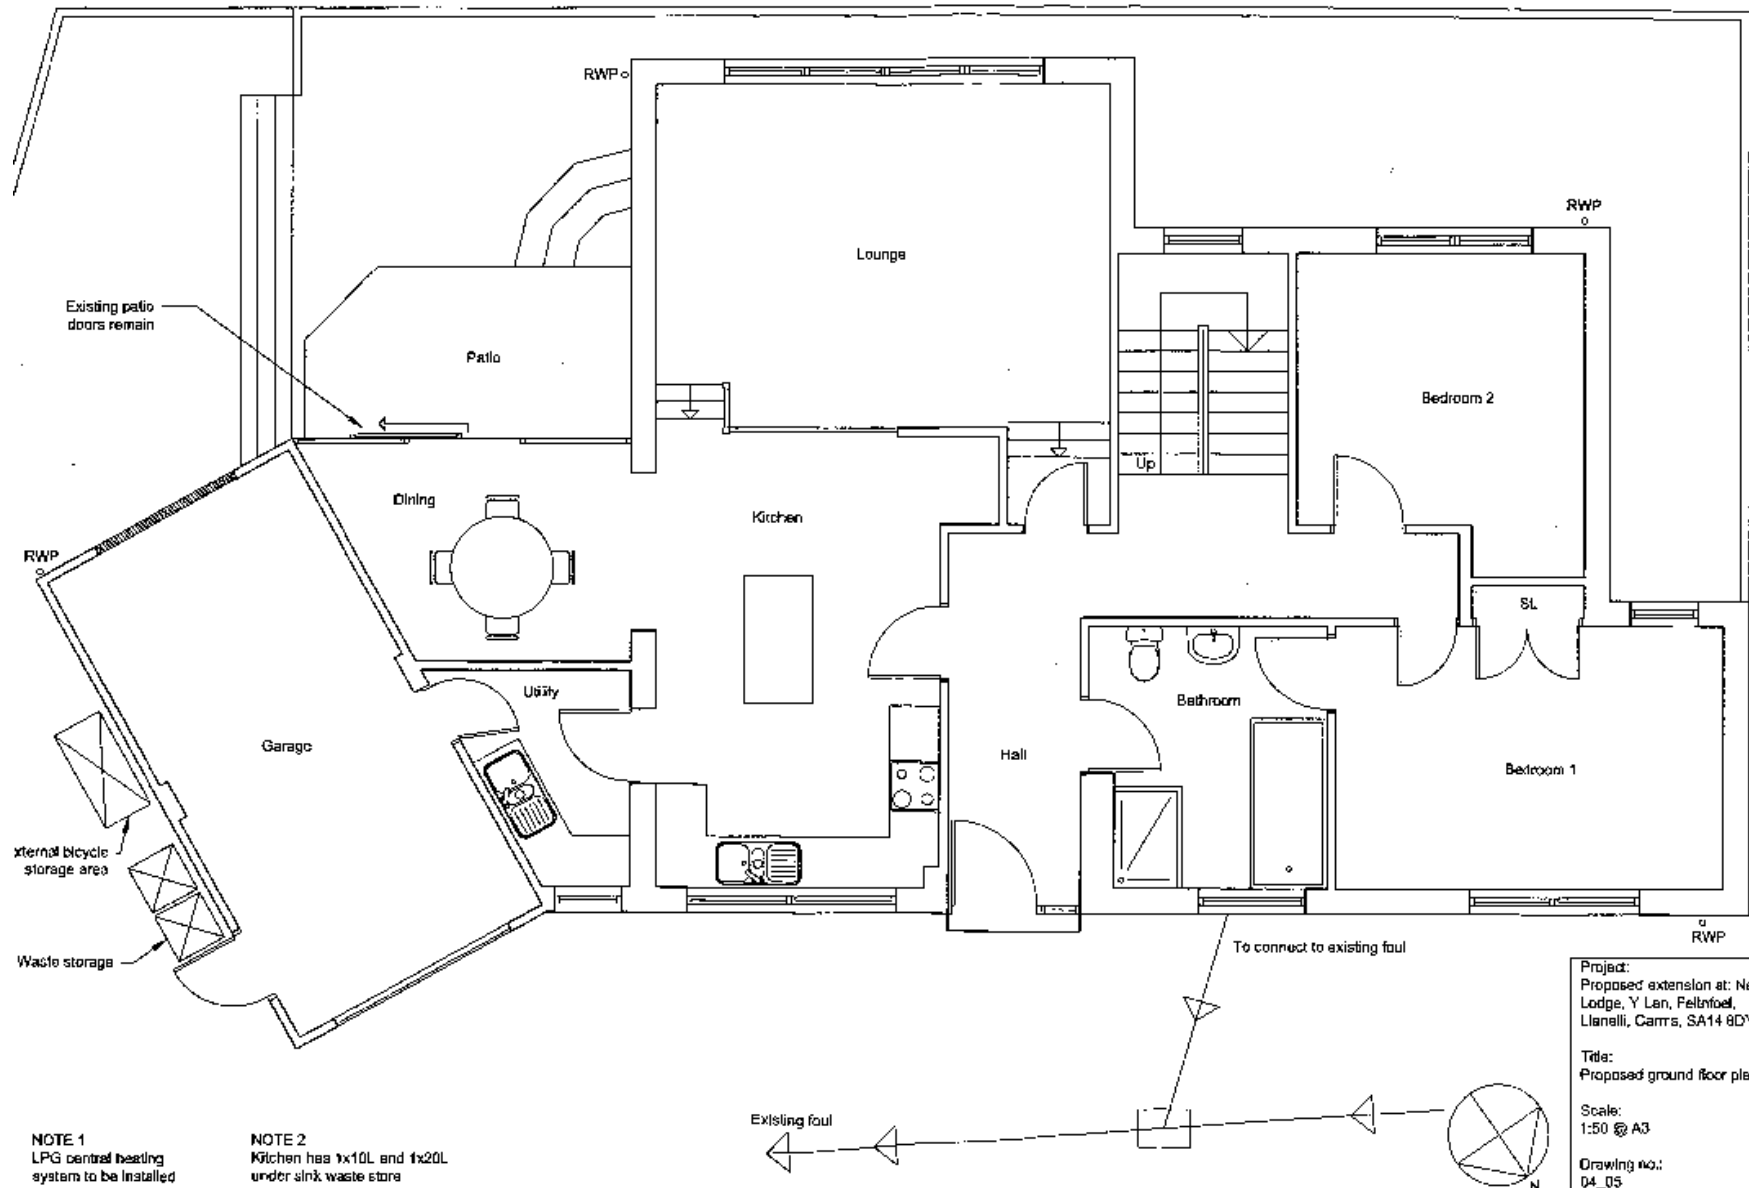 RWP
RWP
Lounge
Existing patio
doors remain
Patio
Bedroom 2
Up
Dining
Kitchen
RWP
SL
Utility
Bathroom
Garage
Hall
Bedroom 1
xternal bicycle
storage area
Waste storage
To connect to existing foul
RWP
Project:
Proposed extension at: Ne
Lodge, Y Lan, Felinfoel,
Llanelli, Carms, SA14 8DY
Title:
Proposed ground floor pla
Scale:
1:50 @ A3
Drawing no.:
04_05
Existing foul
N
NOTE 1
LPG central heating
system to be installed
NOTE 2
Kitchen has 1x10L and 1x20L
under sink waste store